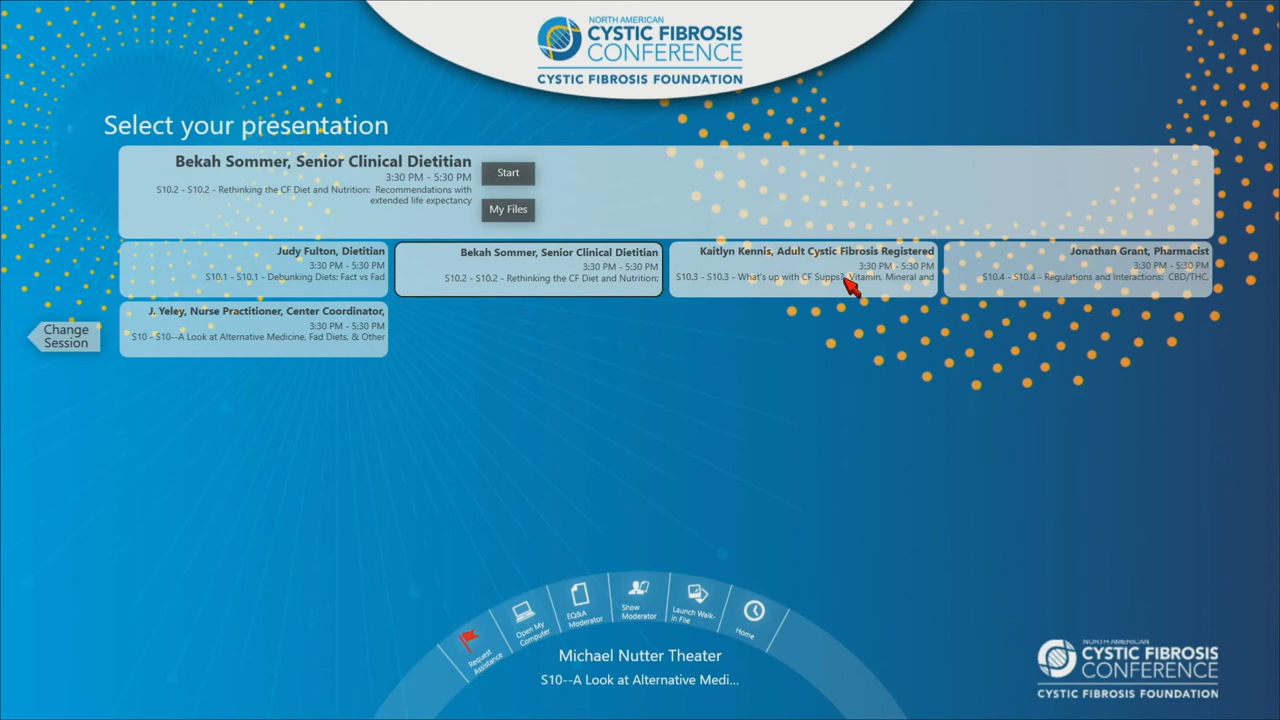 NORTH AMERICAN
CYSTIC FIBROSIS
CONFERENCE
CYSTIC FIBROSIS FOUNDATION
Select your presentation
Bekah Sommer, Senior Clinical Dietitian
3:30 PM - 5:30 PM
S10.2 - S10.2 - Rethinking the CF Diet and Nutrition: Recommendations with
extended life expectancy
Start
My Files
Judy Fulton, Dietitian
3:30 PM - 5:30 PM
S10.1 - S10.1 - Debunking Diets: Fact vs Fad
Bekah Sommer, Senior Clinical Dietitian
3:30 PM - 5:30 PM
S10.2 - S10.2 - Rethinking the CF Diet and Nutrition:
Kaitlyn Kennis, Adult Cystic Fibrosis Registered
3:30 PM - 5:30 PM
S10.3 - S10.3 - What's up with CF Supps? Vitamin, Mineral and
Jonathan Grant, Pharmacist
3:30 PM - 5:30 PM
S10.4 - S10.4 - Regulations and Interactions: CBD/THC,
J. Yeley, Nurse Practitioner, Center Coordinator,
3:30 PM - 5:30 PM
S10 - S10--A Look at Alternative Medicine, Fad Diets, & Other
Change
Session
Request
Assistance
Open My
Computer
EQ&A
Moderator
Show
Moderator
Launch Walk-
in File
Home
Michael Nutter Theater
S10--A Look at Alternative Medi...
NORTH AMERICAN
CYSTIC FIBROSIS
CONFERENCE
CYSTIC FIBROSIS FOUNDATION